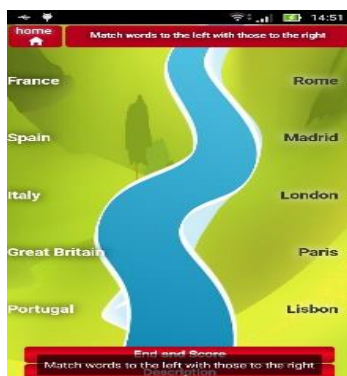 14:51
home
Match words to the left with those to the right
France Rome
Spain Madrid
Italy London
Great Britain Paris
Portugal Lisbon
End and Score
Match words to the left with those to the right
Description